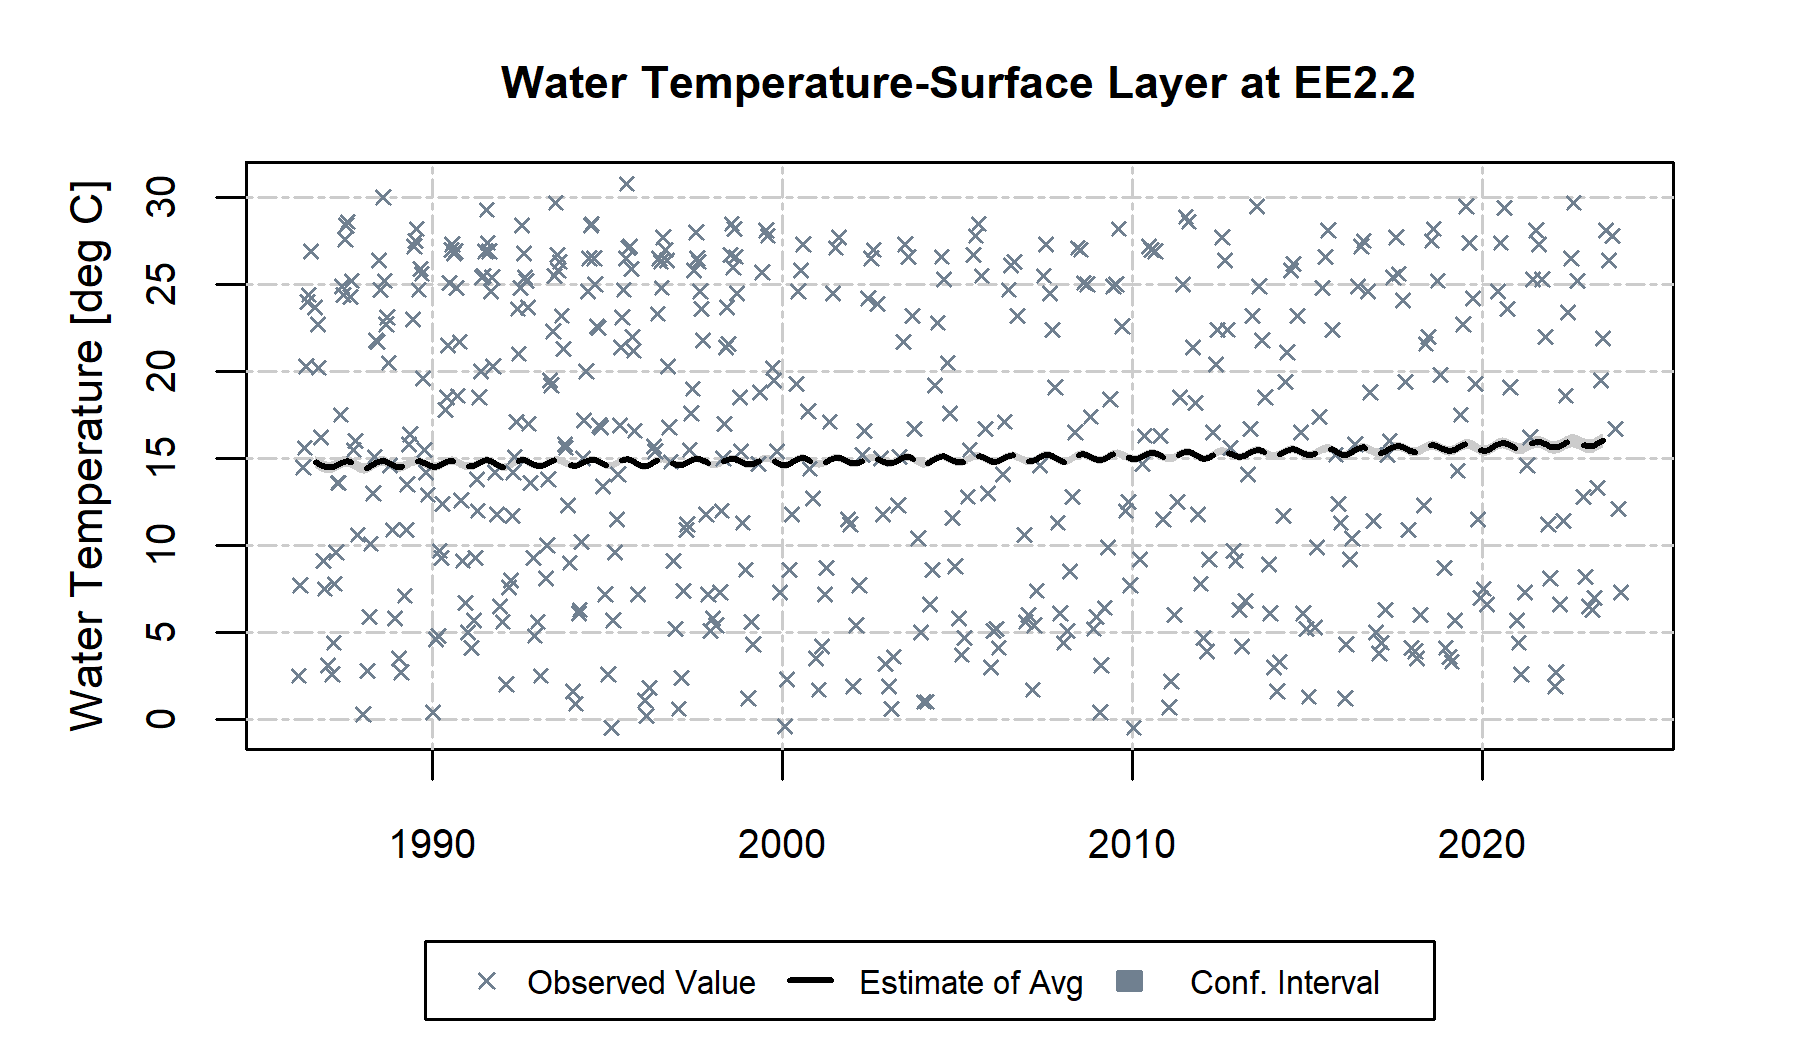 Water Temperature-Surface Layer at EE2.2
Water Temperature [deg C]
30
25
20
15
10
5
0
1990 2000 2010 2020
Observed Value Estimate of Avg Conf. Interval